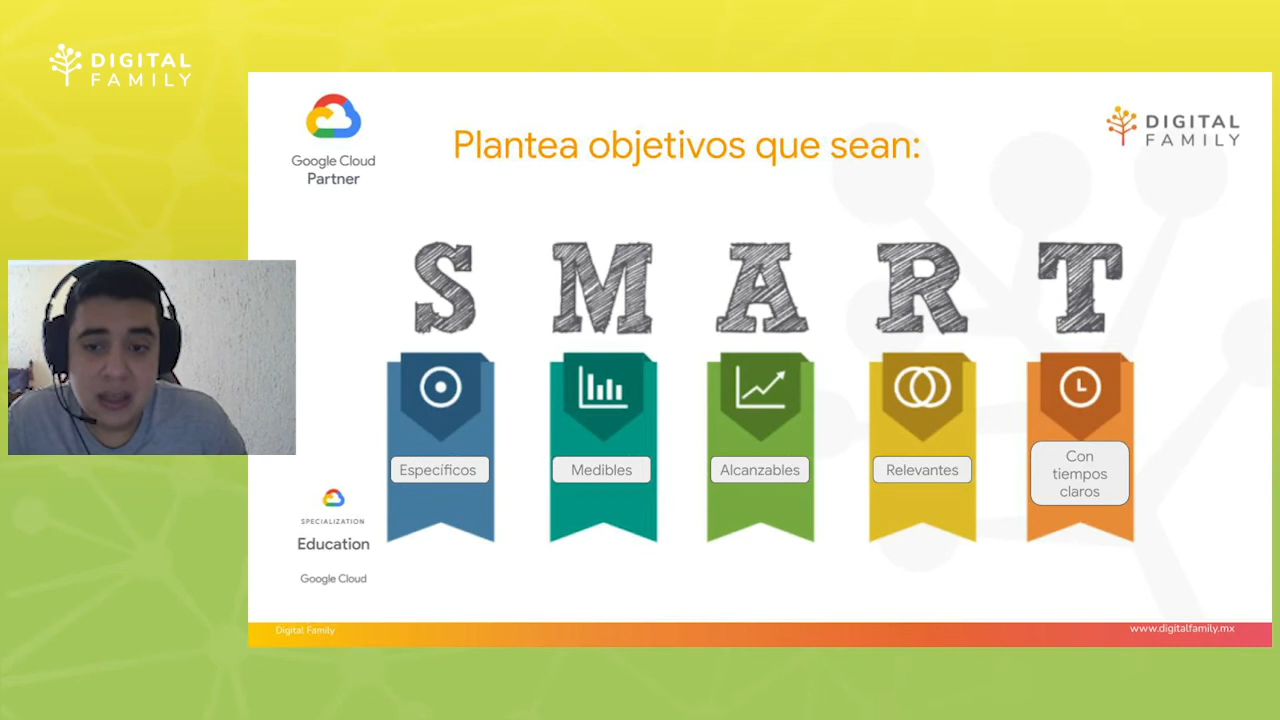 DIGITAL
FAMILY
Google Cloud
Partner
Plantea objetivos que sean:
DIGITAL
FAMILY
S M A R T
Específicos
Medibles
Alcanzables
Relevantes
Con
tiempos
claros
SPECIALIZATION
Education
Google Cloud
Digital Family
www.digitalfamily.mx